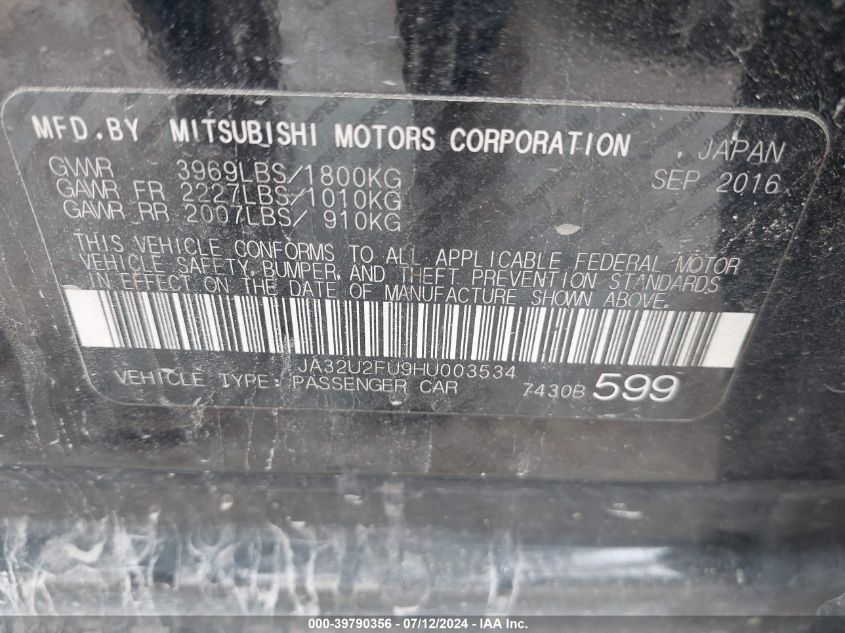 MFD.BY MITSUBISHI MOTORS CORPORATION , JAPAN
GVWR 3969LBS/1800KG SEP 2016
GAWR FR 2227LBS/1010KG
GAWR RR 2007LBS/ 910KG
THIS VEHICLE CONFORMS TO ALL APPLICABLE FEDERAL MOTOR
VEHICLE SAFETY, BUMPER, AND THEFT PREVENTION STANDARDS
IN EFFECT ON THE DATE OF MANUFACTURE SHOWN ABOVE.
JA32U2FU9HU003534
VEHICLE TYPE: PASSENGER CAR 7430B 599
000-39790356 - 07/12/2024 - IAA Inc.